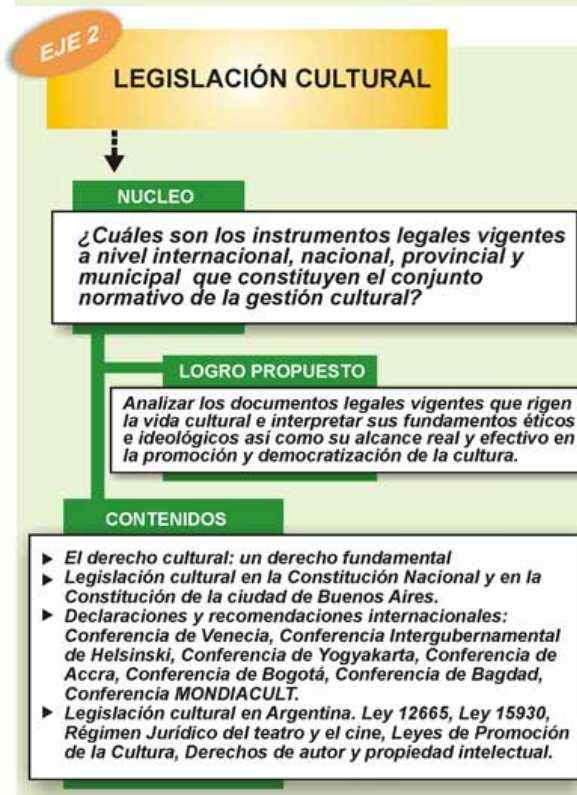 EJE 2
LEGISLACIÓN CULTURAL
NUCLEO
¿Cuáles son los instrumentos legales vigentes
a nivel internacional, nacional, provincial y
municipal que constituyen el conjunto
normativo de la gestión cultural?
LOGRO PROPUESTO
Analizar los documentos legales vigentes que rigen
la vida cultural e interpretar sus fundamentos éticos
e ideológicos así como su alcance real y efectivo en
la promoción y democratización de la cultura.
CONTENIDOS
► El derecho cultural: un derecho fundamental
► Legislación cultural en la Constitución Nacional y en la
Constitución de la ciudad de Buenos Aires.
► Declaraciones y recomendaciones internacionales:
Conferencia de Venecia, Conferencia Intergubernamental
de Helsinski, Conferencia de Yogyakarta, Conferencia de
Accra, Conferencia de Bogotá, Conferencia de Bagdad,
Conferencia MONDIACULT.
► Legislación cultural en Argentina. Ley 12665, Ley 15930,
Régimen Jurídico del teatro y el cine, Leyes de Promoción
de la Cultura, Derechos de autor y propiedad intelectual.